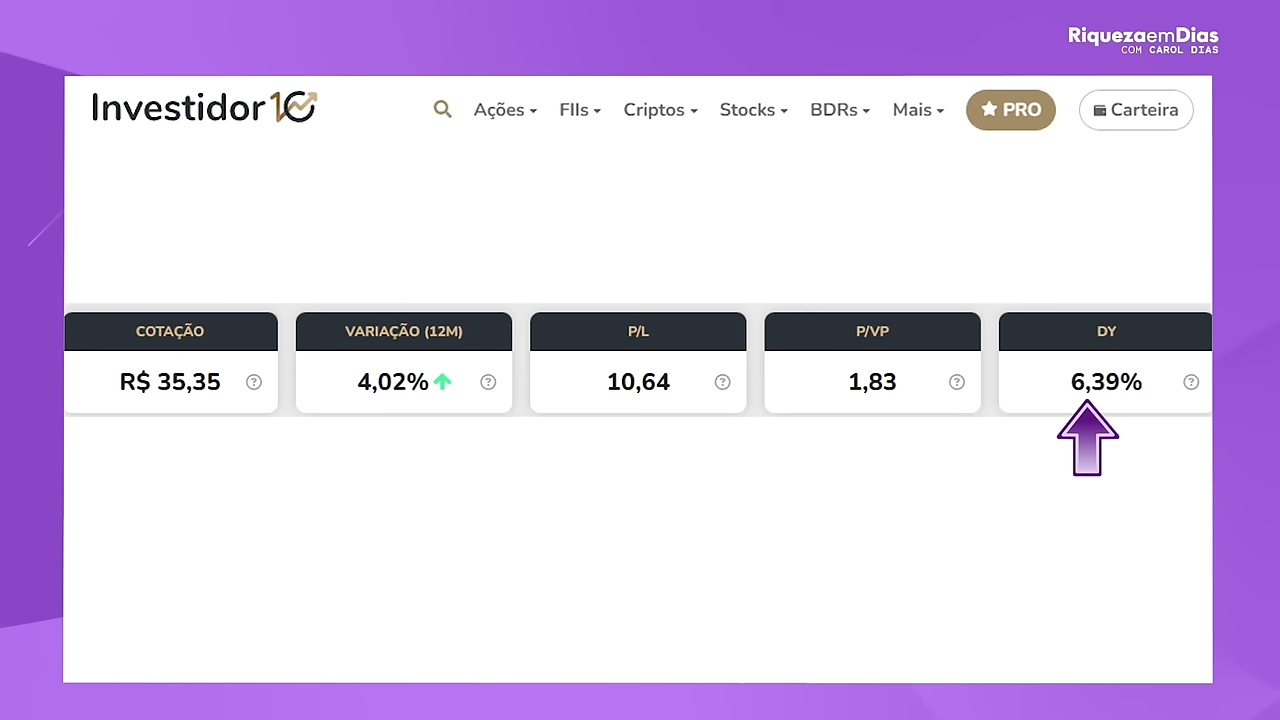 RiquezaemDias
COM CAROL DIAS
Investidor10
Ações
FIIs
Criptos
Stocks
BDRs
Mais
PRO
Carteira
COTAÇÃO
R$ 35,35
VARIAÇÃO (12M)
4,02%
P/L
10,64
P/VP
1,83
DY
6,39%